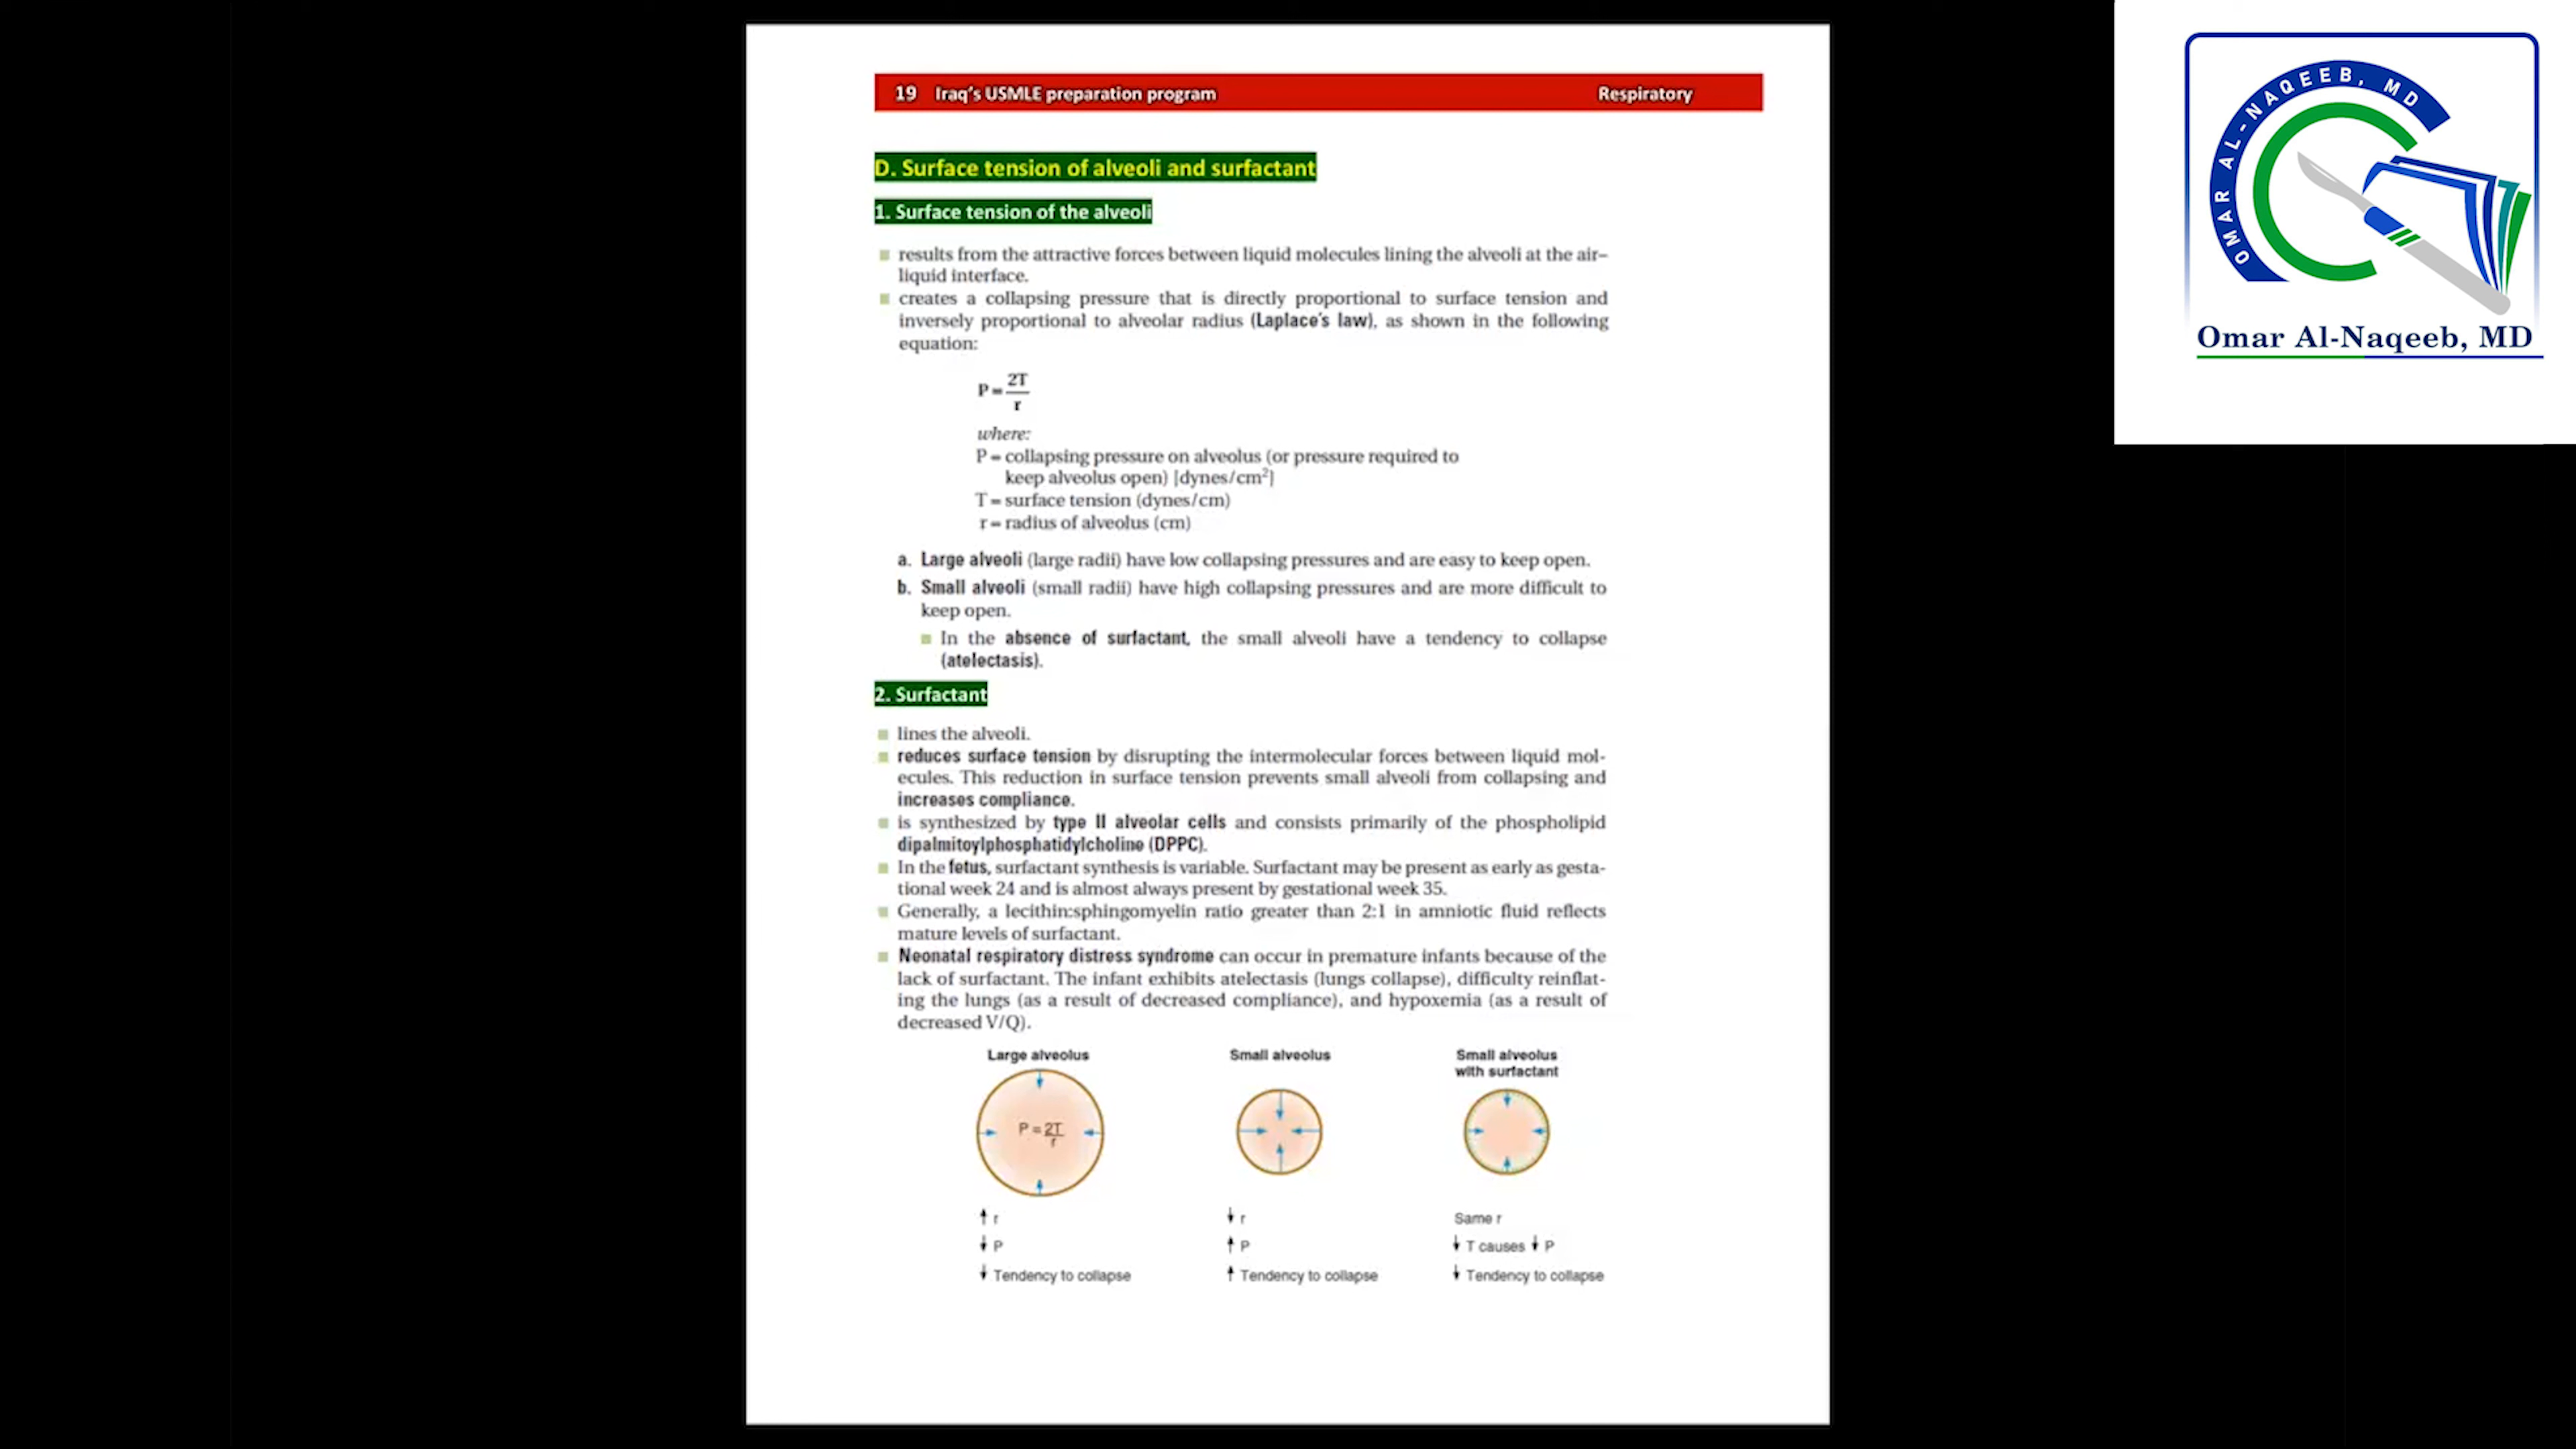 19 Iraq's USMLE preparation program Respiratory
D. Surface tension of alveoli and surfactant
1. Surface tension of the alveoli
results from the attractive forces between liquid molecules lining the alveoli at the air–
liquid interface.
creates a collapsing pressure that is directly proportional to surface tension and
inversely proportional to alveolar radius (Laplace's law), as shown in the following
equation:
P = 2T
r
where:
P = collapsing pressure on alveolus (or pressure required to
keep alveolus open) [dynes/cm²]
T = surface tension (dynes/cm)
r = radius of alveolus (cm)
a. Large alveoli (large radii) have low collapsing pressures and are easy to keep open.
b. Small alveoli (small radii) have high collapsing pressures and are more difficult to
keep open.
In the absence of surfactant, the small alveoli have a tendency to collapse
(atelectasis).
2. Surfactant
lines the alveoli.
reduces surface tension by disrupting the intermolecular forces between liquid mol-
ecules. This reduction in surface tension prevents small alveoli from collapsing and
increases compliance.
is synthesized by type II alveolar cells and consists primarily of the phospholipid
dipalmitoylphosphatidylcholine (DPPC).
In the fetus, surfactant synthesis is variable. Surfactant may be present as early as gesta-
tional week 24 and is almost always present by gestational week 35.
Generally, a lecithin:sphingomyelin ratio greater than 2:1 in amniotic fluid reflects
mature levels of surfactant.
Neonatal respiratory distress syndrome can occur in premature infants because of the
lack of surfactant. The infant exhibits atelectasis (lungs collapse), difficulty reinflat-
ing the lungs (as a result of decreased compliance), and hypoxemia (as a result of
decreased V/Q).
Large alveolus
P = 2T
r
↑ r
↓ P
↓ Tendency to collapse
Small alveolus
↓ r
↑ P
↑ Tendency to collapse
Small alveolus
with surfactant
Same r
↓ T causes ↓ P
↓ Tendency to collapse
OMAR AL-NAQEEB, MD
Omar Al-Naqeeb, MD